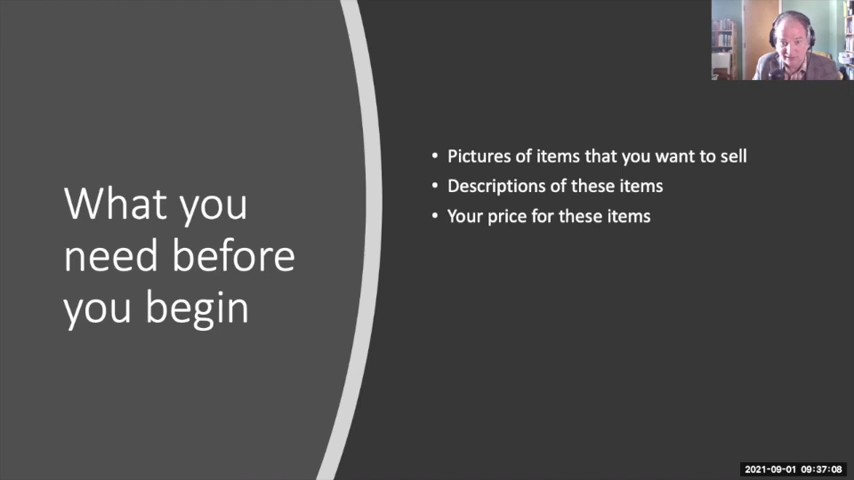 What you
need before
you begin
• Pictures of items that you want to sell
• Descriptions of these items
• Your price for these items
2021-09-01 09:37:08